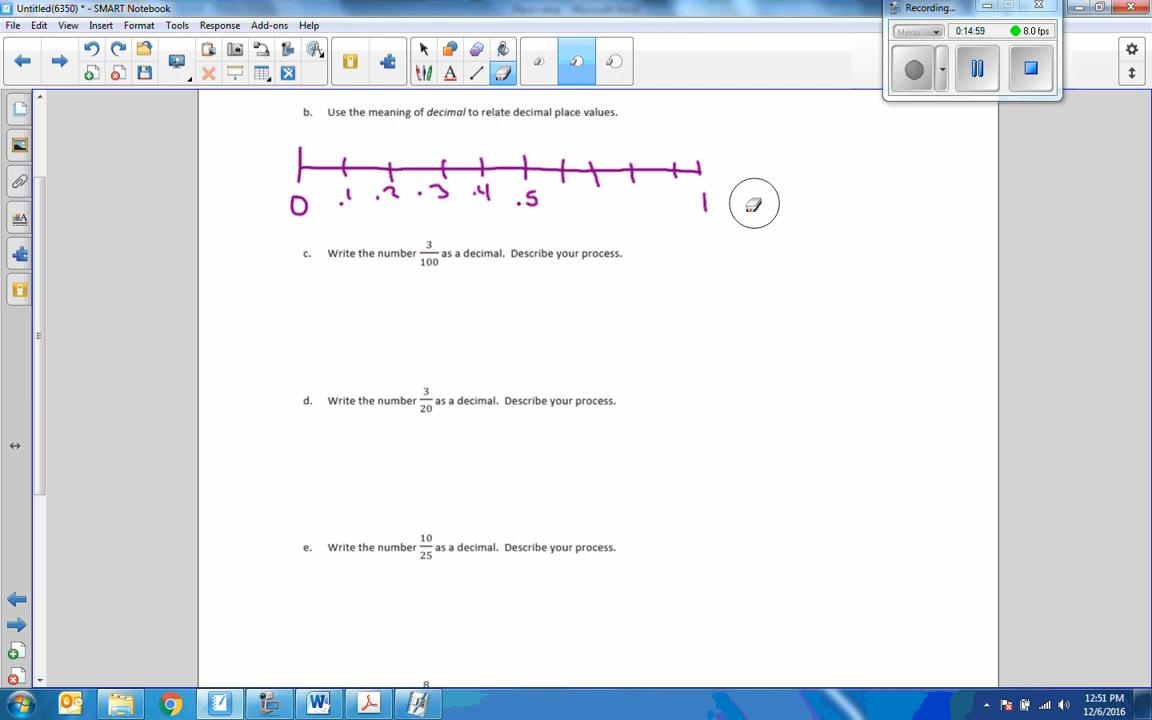 Untitled(6350) * - SMART Notebook
Recording...
File Edit View Insert Format Tools Response Add-ons Help
Menu 0:14:59 8.0 fps
b. Use the meaning of decimal to relate decimal place values.
0 .1 .2 .3 .4 .5 1
c. Write the number 3/100 as a decimal. Describe your process.
d. Write the number 3/20 as a decimal. Describe your process.
e. Write the number 10/25 as a decimal. Describe your process.
8
12:51 PM
12/6/2016